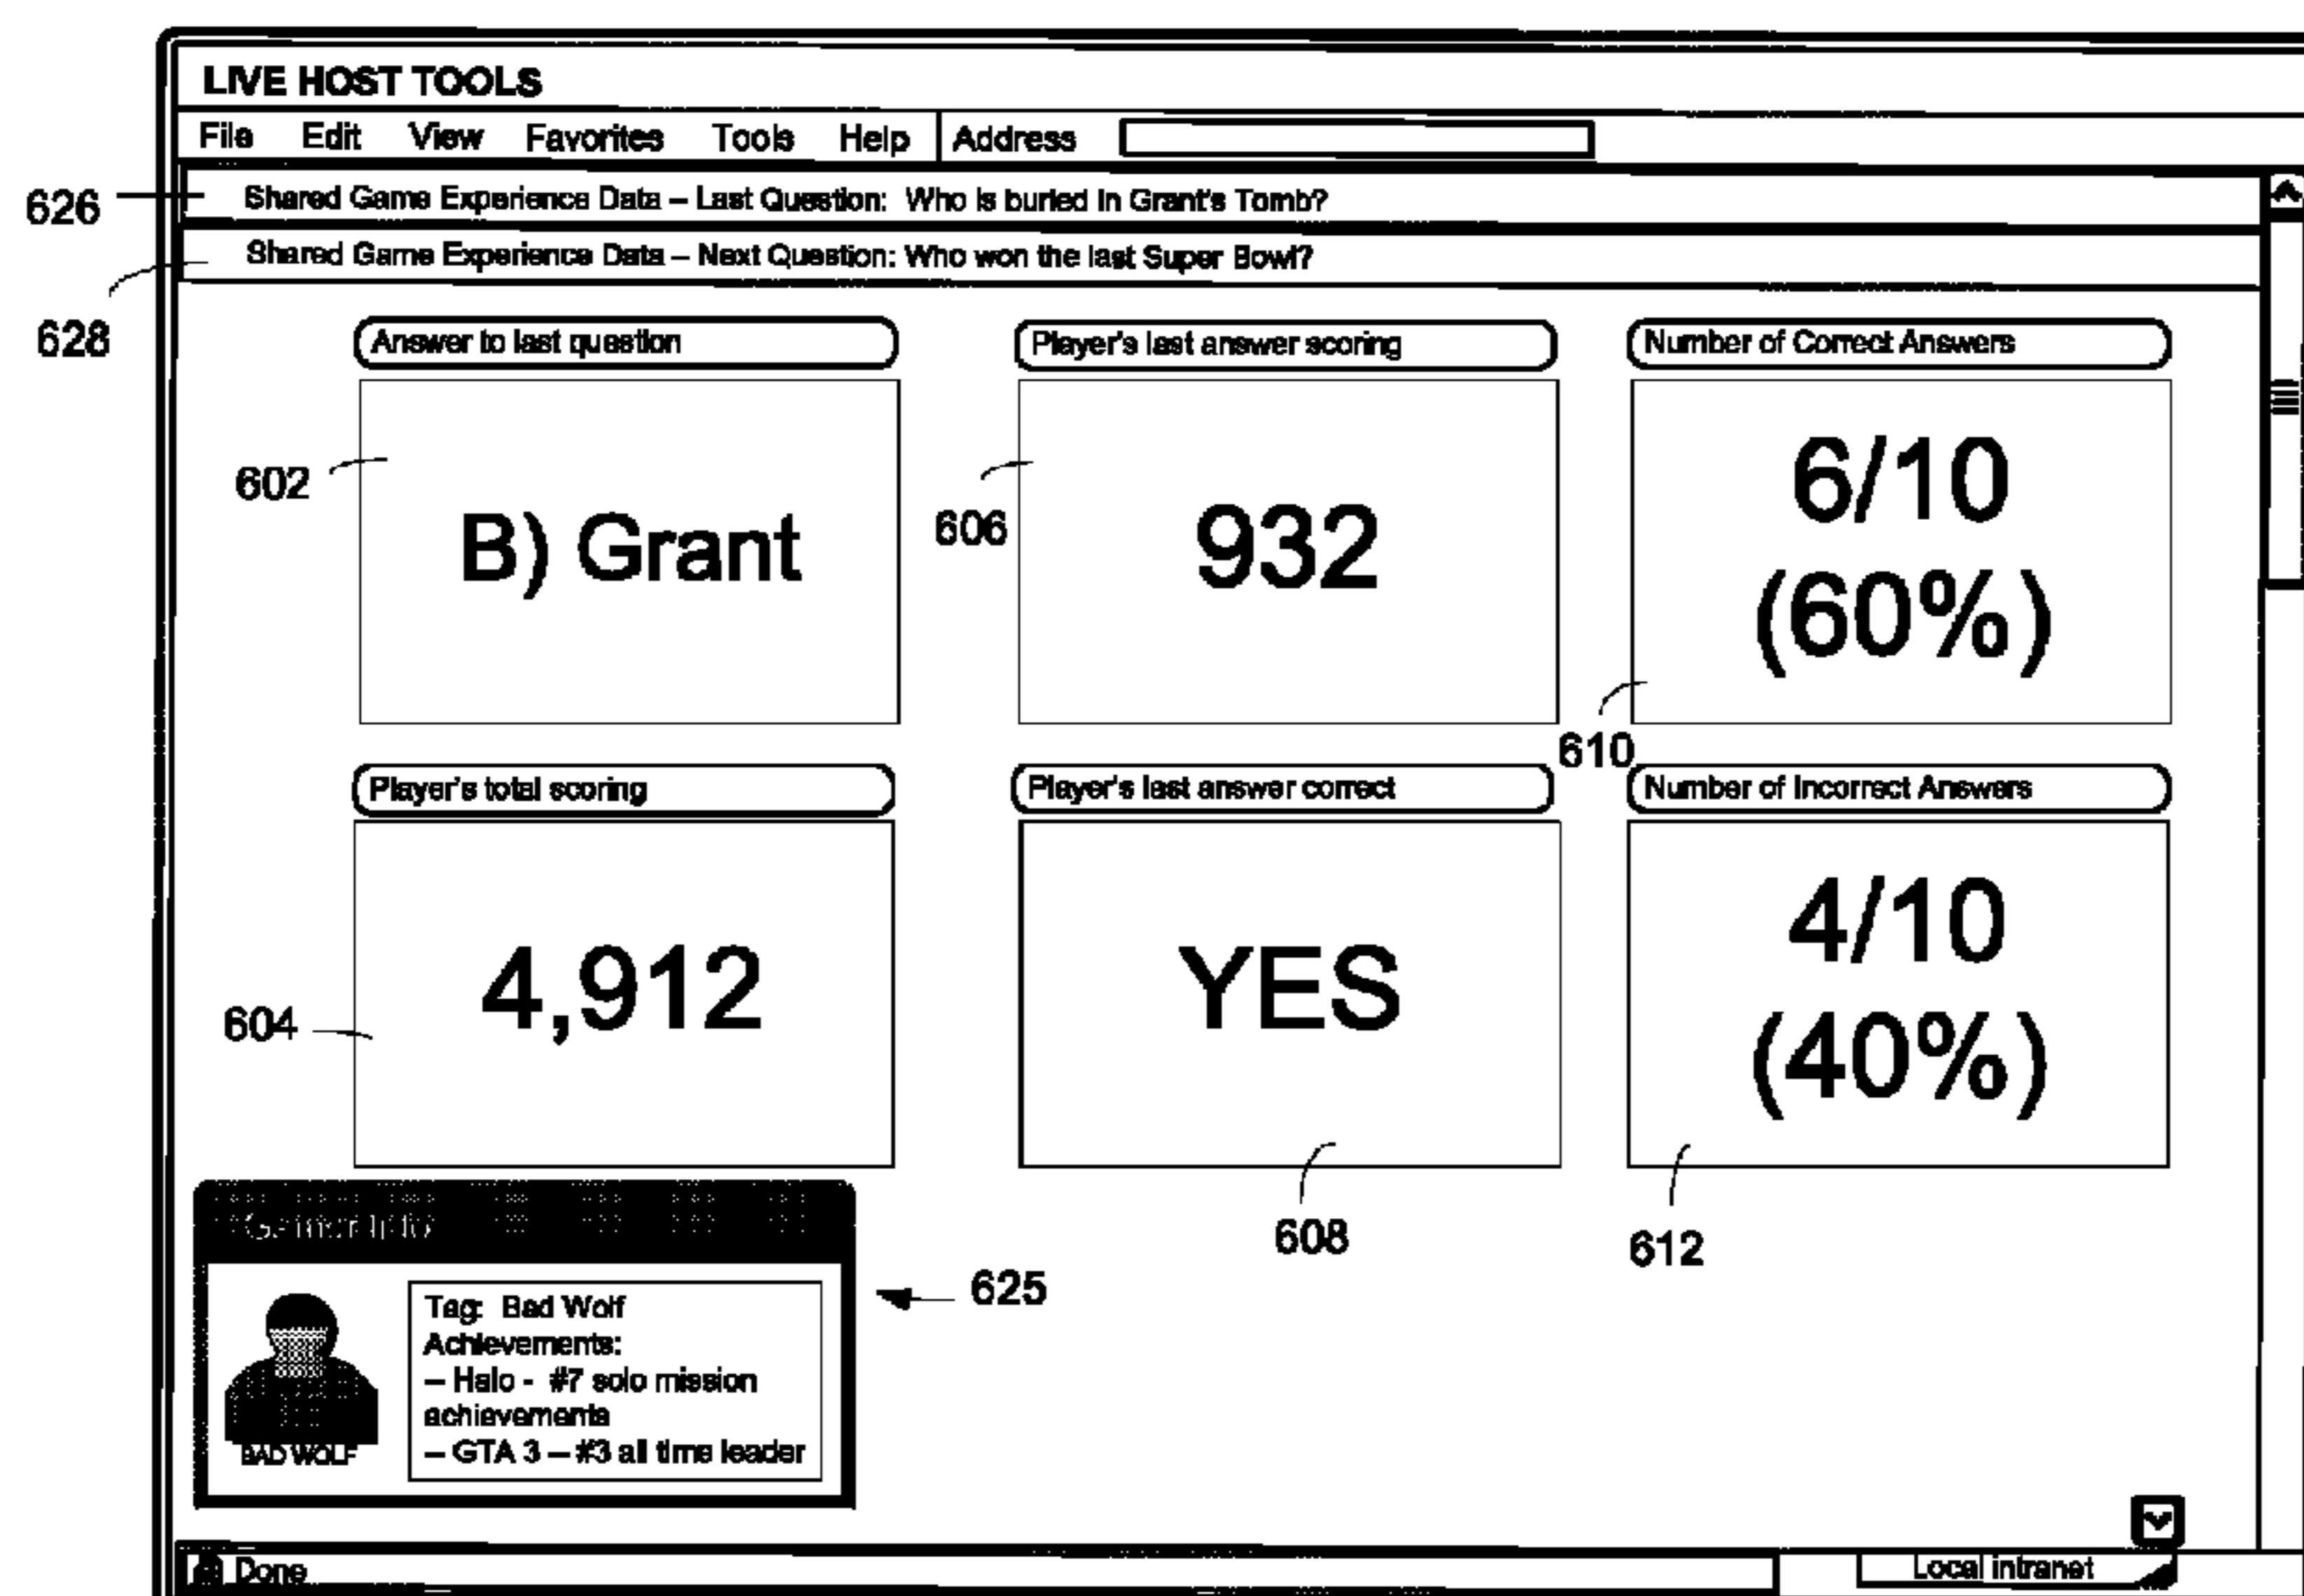 LIVE HOST TOOLS
File Edit View Favorites Tools Help Address
626
Shared Game Experience Data – Last Question: Who is buried in Grant's Tomb?
Shared Game Experience Data – Next Question: Who won the last Super Bowl?
628
Answer to last question
Player's last answer scoring
Number of Correct Answers
602
B) Grant
606
932
6/10
(60%)
610
Player's total scoring
Player's last answer correct
Number of Incorrect Answers
604
4,912
YES
4/10
(40%)
608
612
Gamer Info
625
BAD WOLF
Tag: Bad Wolf
Achievements:
– Halo - #7 solo mission
achievements
– GTA 3 – #3 all time leader
Done
Local intranet